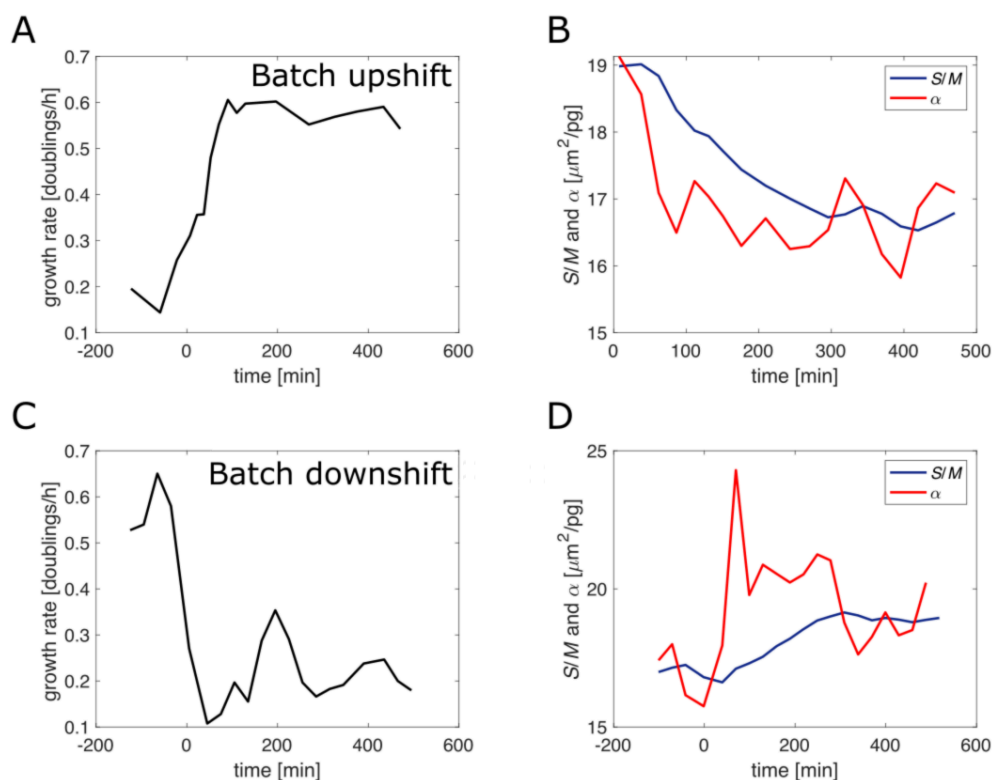 A
Batch upshift
growth rate [doublings/h]
0.7
0.6
0.5
0.4
0.3
0.2
0.1
-200 0 200 400 600
time [min]
B
S/M
α
S/M and α [μm²/pg]
19
18
17
16
15
0 100 200 300 400 500
time [min]
C
Batch downshift
growth rate [doublings/h]
0.7
0.6
0.5
0.4
0.3
0.2
0.1
-200 0 200 400 600
time [min]
D
S/M
α
S/M and α [μm²/pg]
25
20
15
-200 0 200 400 600
time [min]